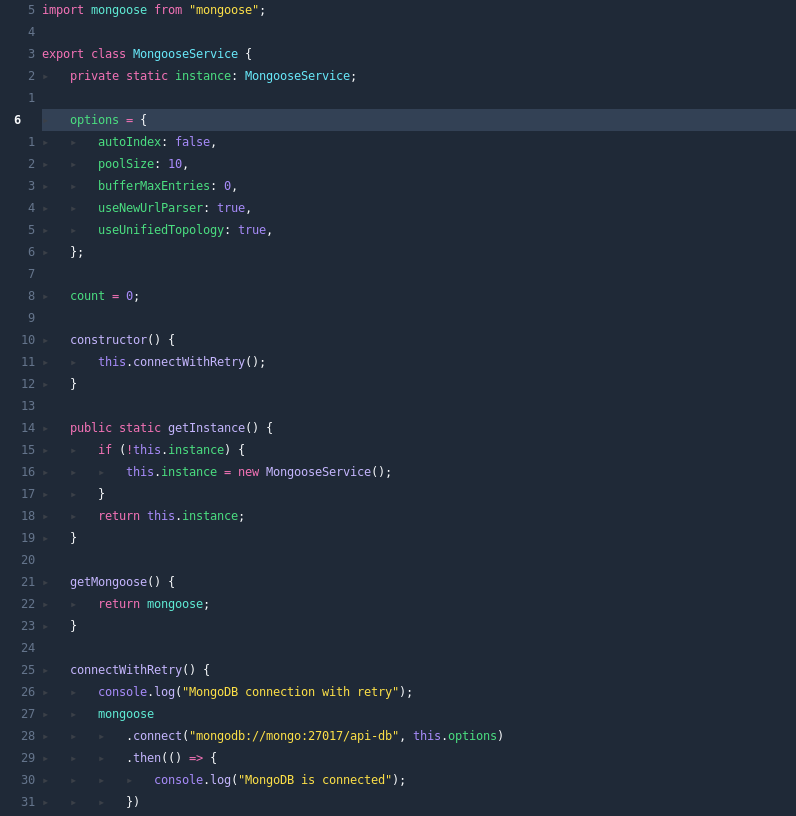 5 import mongoose from "mongoose";
4
3 export class MongooseService {
2 private static instance: MongooseService;
1
6 options = {
1 autoIndex: false,
2 poolSize: 10,
3 bufferMaxEntries: 0,
4 useNewUrlParser: true,
5 useUnifiedTopology: true,
6 };
7
8 count = 0;
9
10 constructor() {
11 this.connectWithRetry();
12 }
13
14 public static getInstance() {
15 if (!this.instance) {
16 this.instance = new MongooseService();
17 }
18 return this.instance;
19 }
20
21 getMongoose() {
22 return mongoose;
23 }
24
25 connectWithRetry() {
26 console.log("MongoDB connection with retry");
27 mongoose
28 .connect("mongodb://mongo:27017/api-db", this.options)
29 .then(() => {
30 console.log("MongoDB is connected");
31 })